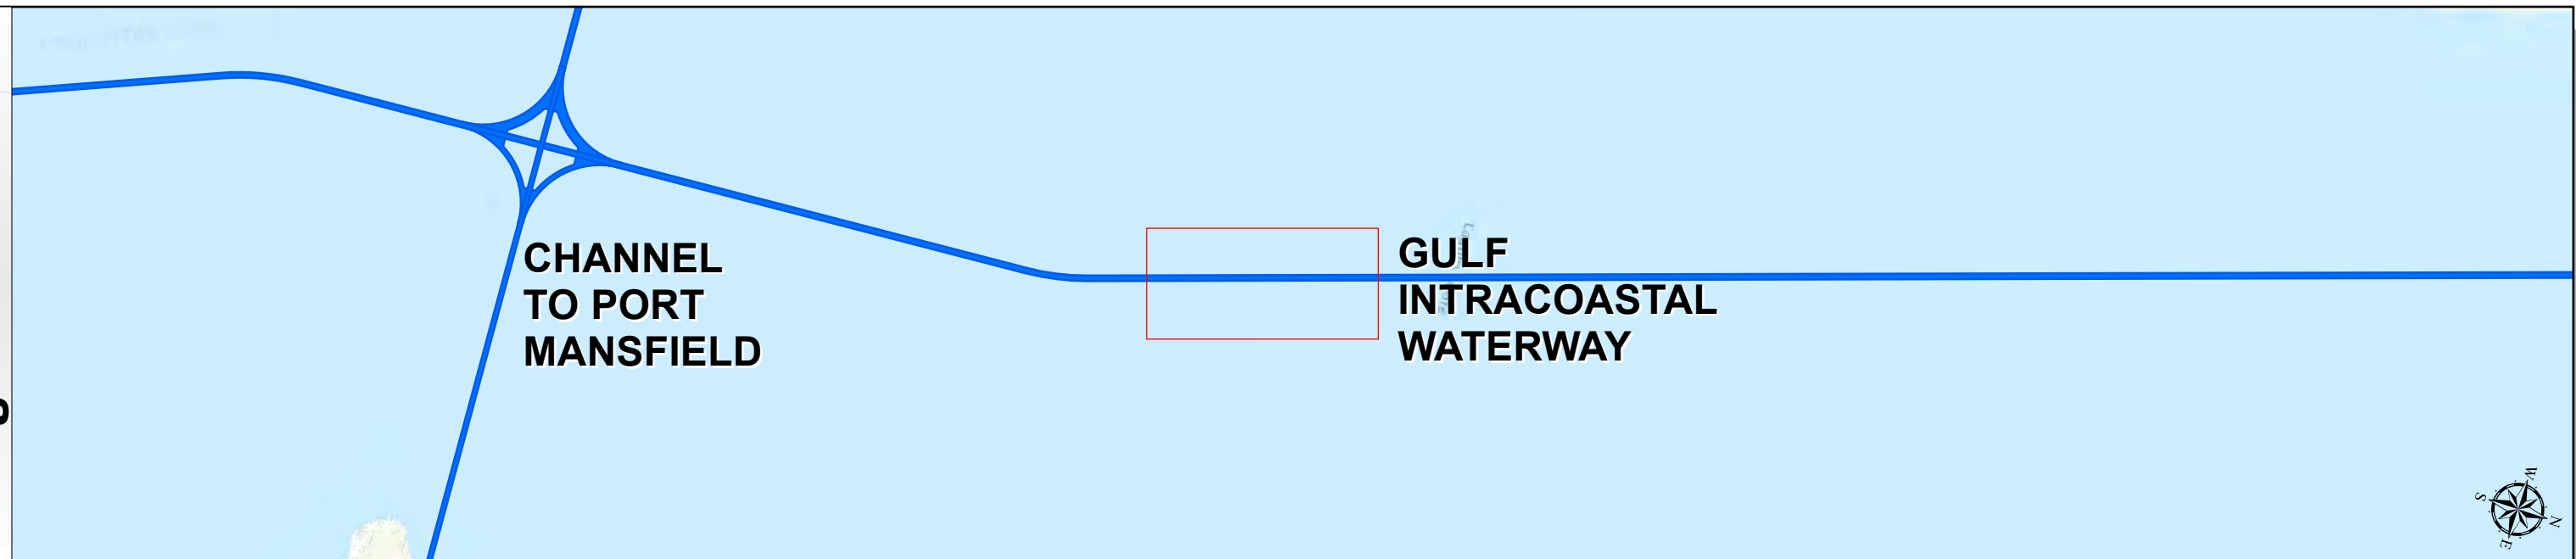 CHANNEL
TO PORT
MANSFIELD
GULF
INTRACOASTAL
WATERWAY
W
S
N
E